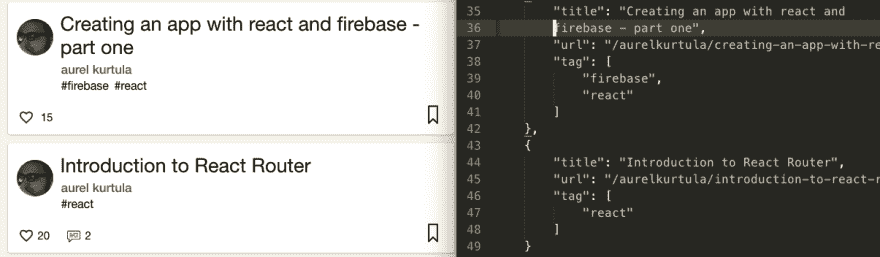 Creating an app with react and firebase -
part one
aurel kurtula
#firebase #react
15
Introduction to React Router
aurel kurtula
#react
20 2
35 "title": "Creating an app with react and
36 firebase - part one",
37 "url": "/aurelkurtula/creating-an-app-with-re
38 "tag": [
39 "firebase",
40 "react"
41 ]
42 },
43 {
44 "title": "Introduction to React Router",
45 "url": "/aurelkurtula/introduction-to-react-r
46 "tag": [
47 "react"
48 ]
49 }